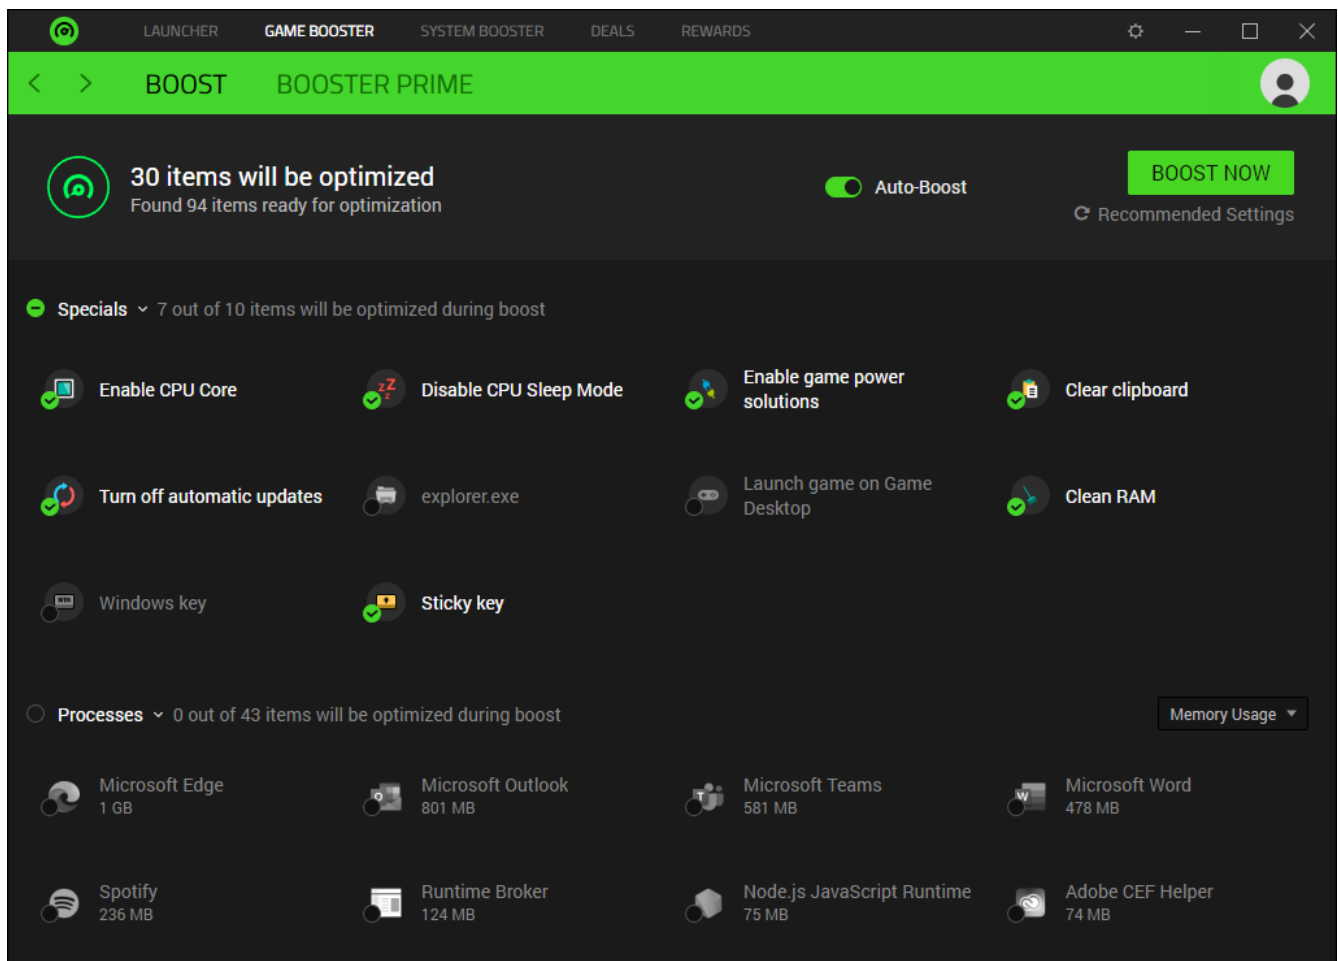 LAUNCHER GAME BOOSTER SYSTEM BOOSTER DEALS REWARDS
BOOST BOOSTER PRIME
30 items will be optimized
Found 94 items ready for optimization
Auto-Boost
BOOST NOW
Recommended Settings
Specials 7 out of 10 items will be optimized during boost
Enable CPU Core
Disable CPU Sleep Mode
Enable game power
solutions
Clear clipboard
Turn off automatic updates
explorer.exe
Launch game on Game
Desktop
Clean RAM
WIN
Windows key
Sticky key
Processes 0 out of 43 items will be optimized during boost
Memory Usage
Microsoft Edge
1 GB
Microsoft Outlook
801 MB
Microsoft Teams
581 MB
Microsoft Word
478 MB
Spotify
236 MB
Runtime Broker
124 MB
Node.js JavaScript Runtime
75 MB
Adobe CEF Helper
74 MB